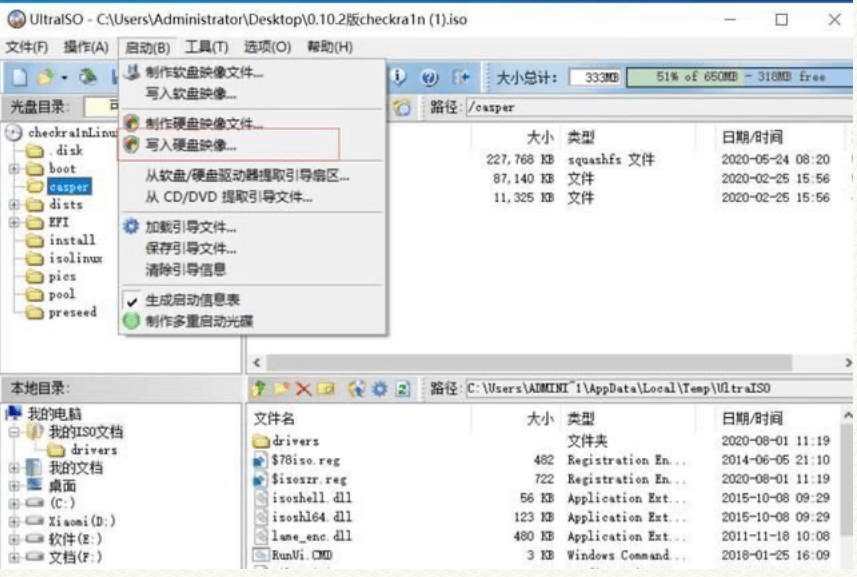 UltraISO - C:\Users\Administrator\Desktop\0.10.2版checkra1n (1).iso
文件(F) 操作(A) 启动(B) 工具(T) 选项(O) 帮助(H)
大小总计: 333MB 51% of 650MB - 318MB free
光盘目录: 可 路径: /casper
checkra1nLinu
.disk
boot
casper
dists
EFI
install
isolinux
pics
pool
preseed
制作软盘映像文件...
写入软盘映像...
制作硬盘映像文件...
写入硬盘映像...
从软盘/硬盘驱动器提取引导扇区...
从 CD/DVD 提取引导文件...
加载引导文件...
保存引导文件...
清除引导信息
生成启动信息表
制作多重启动光碟
大小 类型 日期/时间
227,768 KB squashfs 文件 2020-05-24 08:20
87,140 KB 文件 2020-02-25 15:56
11,325 KB 文件 2020-02-25 15:56
本地目录: 路径: C:\Users\ADMINI~1\AppData\Local\Temp\UltraISO
我的电脑
我的ISO文档
drivers
我的文档
桌面
(C:)
Xiaomi(D:)
软件(E:)
文档(F:)
文件名 大小 类型 日期/时间
drivers 文件夹 2020-08-01 11:19
$78iso.reg 482 Registration En... 2014-06-05 21:10
$isoszr.reg 722 Registration En... 2020-08-01 11:19
isoshell.dll 56 KB Application Ext... 2015-10-08 09:29
isoshl64.dll 123 KB Application Ext... 2015-10-08 09:29
lame_enc.dll 480 KB Application Ext... 2011-11-18 10:08
RunUi.CMD 3 KB Windows Command... 2018-01-25 16:09